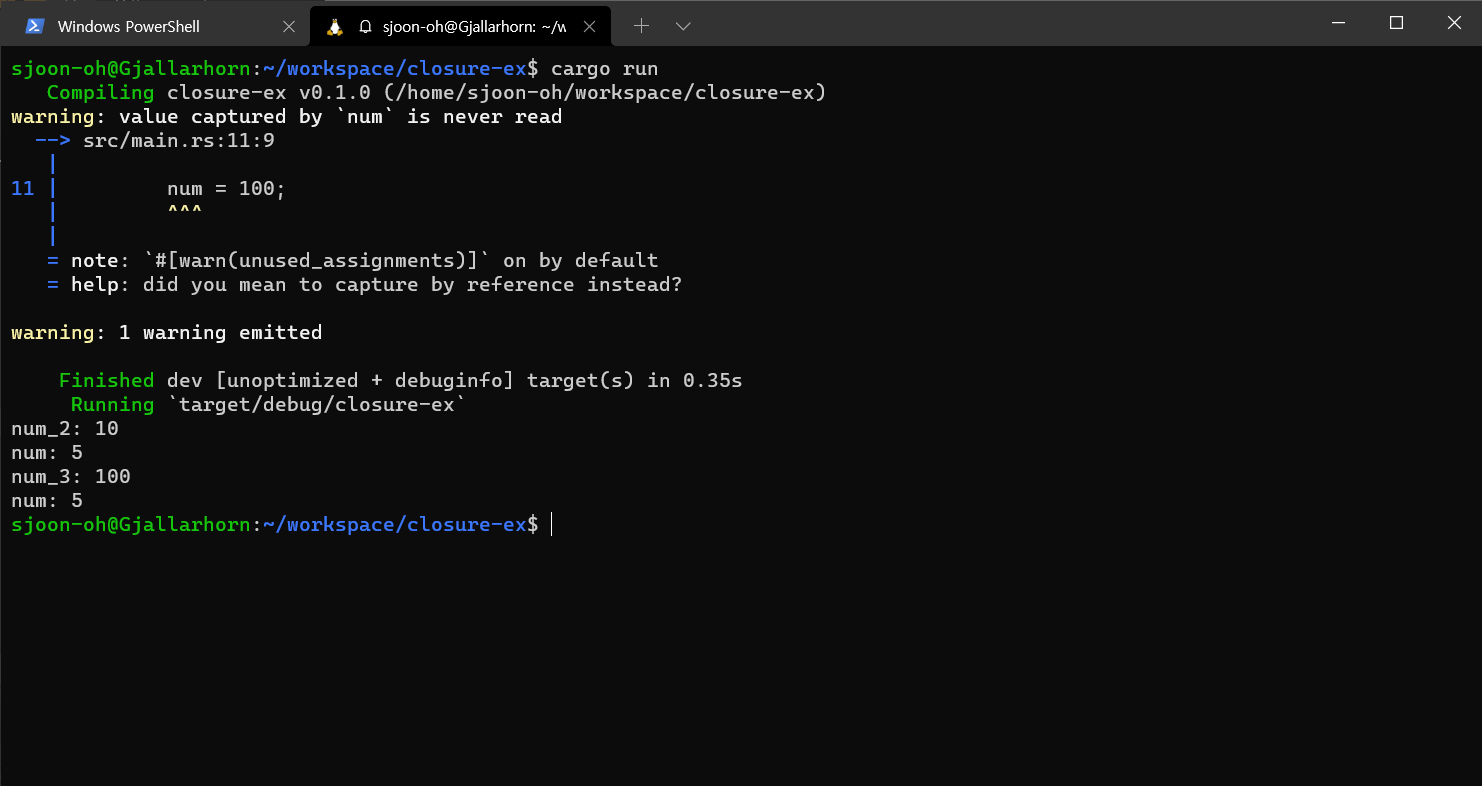 Windows PowerShell
sjoon-oh@Gjallarhorn: ~/w
sjoon-oh@Gjallarhorn:~/workspace/closure-ex$ cargo run
   Compiling closure-ex v0.1.0 (/home/sjoon-oh/workspace/closure-ex)
warning: value captured by `num` is never read
  --> src/main.rs:11:9
   |
11 |         num = 100;
   |         ^^^
   |
   = note: `#[warn(unused_assignments)]` on by default
   = help: did you mean to capture by reference instead?
warning: 1 warning emitted
    Finished dev [unoptimized + debuginfo] target(s) in 0.35s
     Running `target/debug/closure-ex`
num_2: 10
num: 5
num_3: 100
num: 5
sjoon-oh@Gjallarhorn:~/workspace/closure-ex$